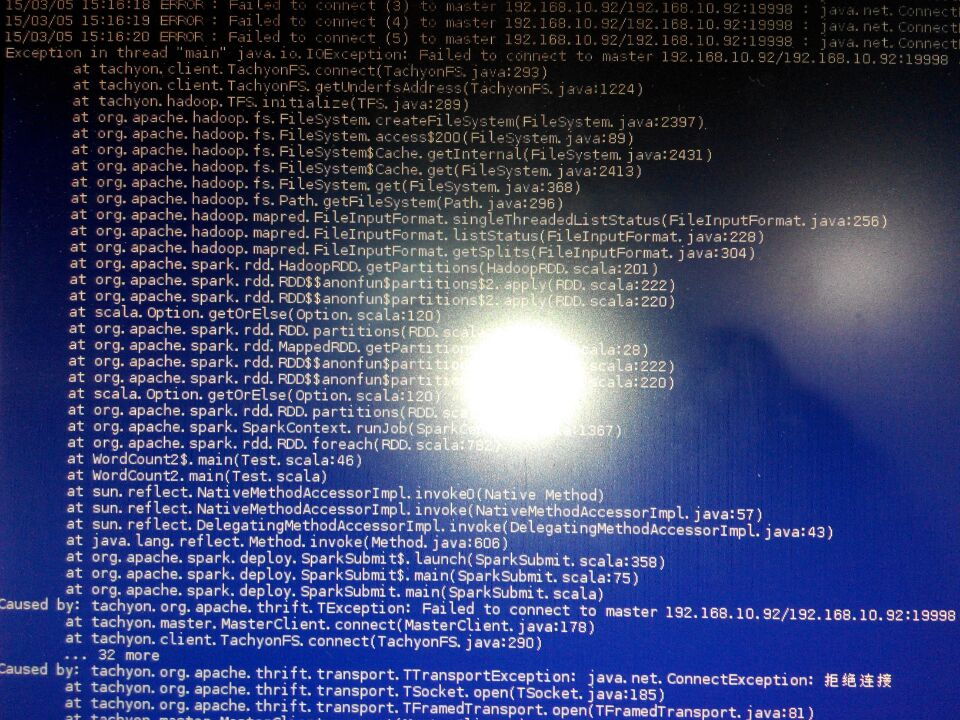 15/03/05 15:16:18 ERROR : Failed to connect (3) to master 192.168.10.92/192.168.10.92:19998 : java.net.Connect
15/03/05 15:16:19 ERROR : Failed to connect (4) to master 192.168.10.92/192.168.10.92:19998 : java.net.Connect
15/03/05 15:16:20 ERROR : Failed to connect (5) to master 192.168.10.92/192.168.10.92:19998 : java.net.Connect
Exception in thread "main" java.io.IOException: Failed to connect to master 192.168.10.92/192.168.10.92:19998
at tachyon.client.TachyonFS.connect(TachyonFS.java:293)
at tachyon.client.TachyonFS.getUnderfsAddress(TachyonFS.java:1224)
at tachyon.hadoop.TFS.initialize(TFS.java:289)
at org.apache.hadoop.fs.FileSystem.createFileSystem(FileSystem.java:2397)
at org.apache.hadoop.fs.FileSystem.access$200(FileSystem.java:89)
at org.apache.hadoop.fs.FileSystem$Cache.getInternal(FileSystem.java:2431)
at org.apache.hadoop.fs.FileSystem$Cache.get(FileSystem.java:2413)
at org.apache.hadoop.fs.FileSystem.get(FileSystem.java:368)
at org.apache.hadoop.fs.Path.getFileSystem(Path.java:296)
at org.apache.hadoop.mapred.FileInputFormat.singleThreadedListStatus(FileInputFormat.java:256)
at org.apache.hadoop.mapred.FileInputFormat.listStatus(FileInputFormat.java:228)
at org.apache.hadoop.mapred.FileInputFormat.getSplits(FileInputFormat.java:304)
at org.apache.spark.rdd.HadoopRDD.getPartitions(HadoopRDD.scala:201)
at org.apache.spark.rdd.RDD$$anonfun$partitions$2.apply(RDD.scala:222)
at org.apache.spark.rdd.RDD$$anonfun$partitions$2.apply(RDD.scala:220)
at scala.Option.getOrElse(Option.scala:120)
at org.apache.spark.rdd.RDD.partitions(RDD.scala
at org.apache.spark.rdd.MappedRDD.getPartition cala:28)
at org.apache.spark.rdd.RDD$$anonfun$partitio scala:222)
at org.apache.spark.rdd.RDD$$anonfun$partiti scala:220)
at scala.Option.getOrElse(Option.scala:120)
at org.apache.spark.rdd.RDD.partitions(RDD.sca
at org.apache.spark.SparkContext.runJob(SparkCo 1367)
at org.apache.spark.rdd.RDD.foreach(RDD.scala:782)
at WordCount2$.main(Test.scala:46)
at WordCount2.main(Test.scala)
at sun.reflect.NativeMethodAccessorImpl.invoke0(Native Method)
at sun.reflect.NativeMethodAccessorImpl.invoke(NativeMethodAccessorImpl.java:57)
at sun.reflect.DelegatingMethodAccessorImpl.invoke(DelegatingMethodAccessorImpl.java:43)
at java.lang.reflect.Method.invoke(Method.java:606)
at org.apache.spark.deploy.SparkSubmit$.launch(SparkSubmit.scala:358)
at org.apache.spark.deploy.SparkSubmit$.main(SparkSubmit.scala:75)
at org.apache.spark.deploy.SparkSubmit.main(SparkSubmit.scala)
Caused by: tachyon.org.apache.thrift.TException: Failed to connect to master 192.168.10.92/192.168.10.92:19998
at tachyon.master.MasterClient.connect(MasterClient.java:178)
at tachyon.client.TachyonFS.connect(TachyonFS.java:290)
... 32 more
Caused by: tachyon.org.apache.thrift.transport.TTransportException: java.net.ConnectException: 拒绝连接
at tachyon.org.apache.thrift.transport.TSocket.open(TSocket.java:185)
at tachyon.org.apache.thrift.transport.TFramedTransport.open(TFramedTransport.java:81)